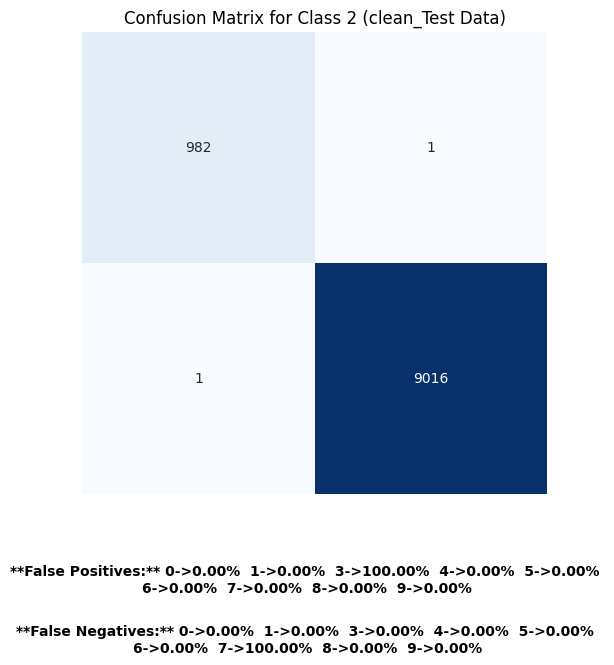 Confusion Matrix for Class 2 (clean_Test Data)
982 1
1 9016
**False Positives:** 0->0.00%  1->0.00%  3->100.00%  4->0.00%  5->0.00%
6->0.00%  7->0.00%  8->0.00%  9->0.00%
**False Negatives:** 0->0.00%  1->0.00%  3->0.00%  4->0.00%  5->0.00%
6->0.00%  7->100.00%  8->0.00%  9->0.00%